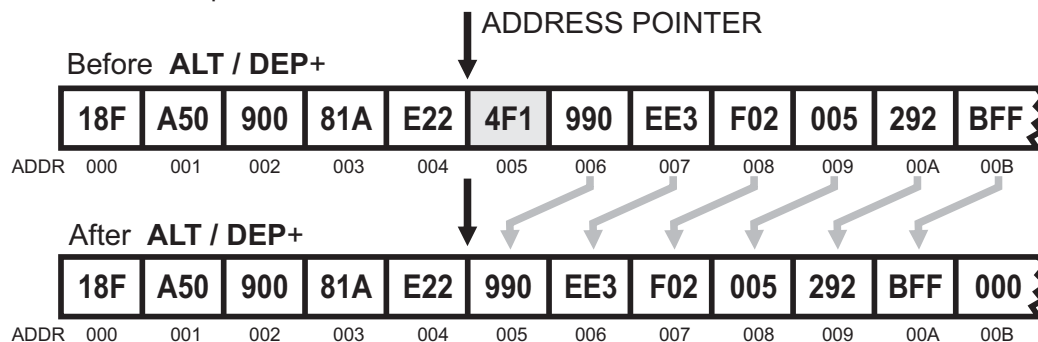 ADDRESS POINTER
Before ALT / DEP+
18F A50 900 81A E22 4F1 990 EE3 F02 005 292 BFF
ADDR 000 001 002 003 004 005 006 007 008 009 00A 00B
After ALT / DEP+
18F A50 900 81A E22 990 EE3 F02 005 292 BFF 000
ADDR 000 001 002 003 004 005 006 007 008 009 00A 00B